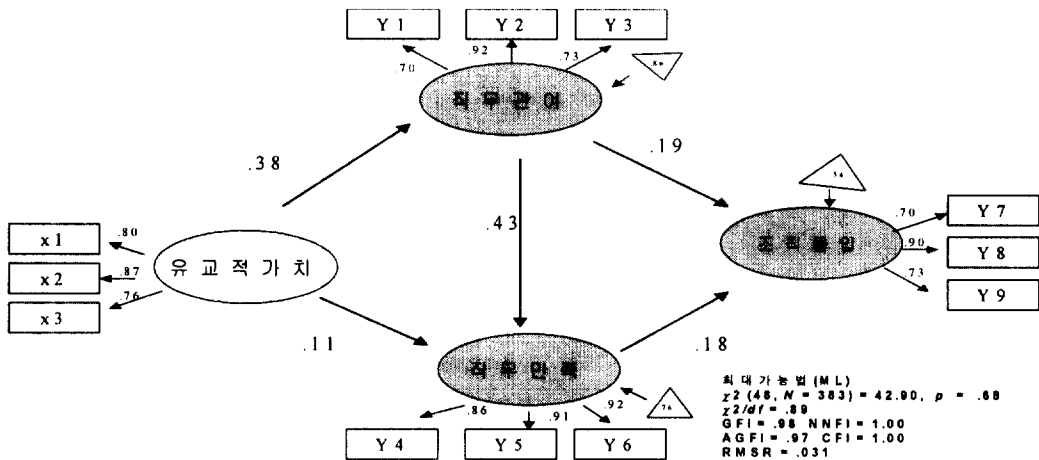 Y 1
Y 2
Y 3
.70
.92
.73
직 무 관 여
.38
.19
.43
x1
x2
x3
.80
.87
.76
유 교 적 가 치
조 직 몰 입
.70
.90
.73
Y 7
Y 8
Y 9
.11
.18
직 무 만 족
.86
.91
.92
Y 4
Y 5
Y 6
최 대 가 능 법 (ML)
χ2 (48, N = 383) = 42.90, p = .68
χ2/df = .89
GFI = .98 NNFI = 1.00
AGFI = .97 CFI = 1.00
RMSR = .031